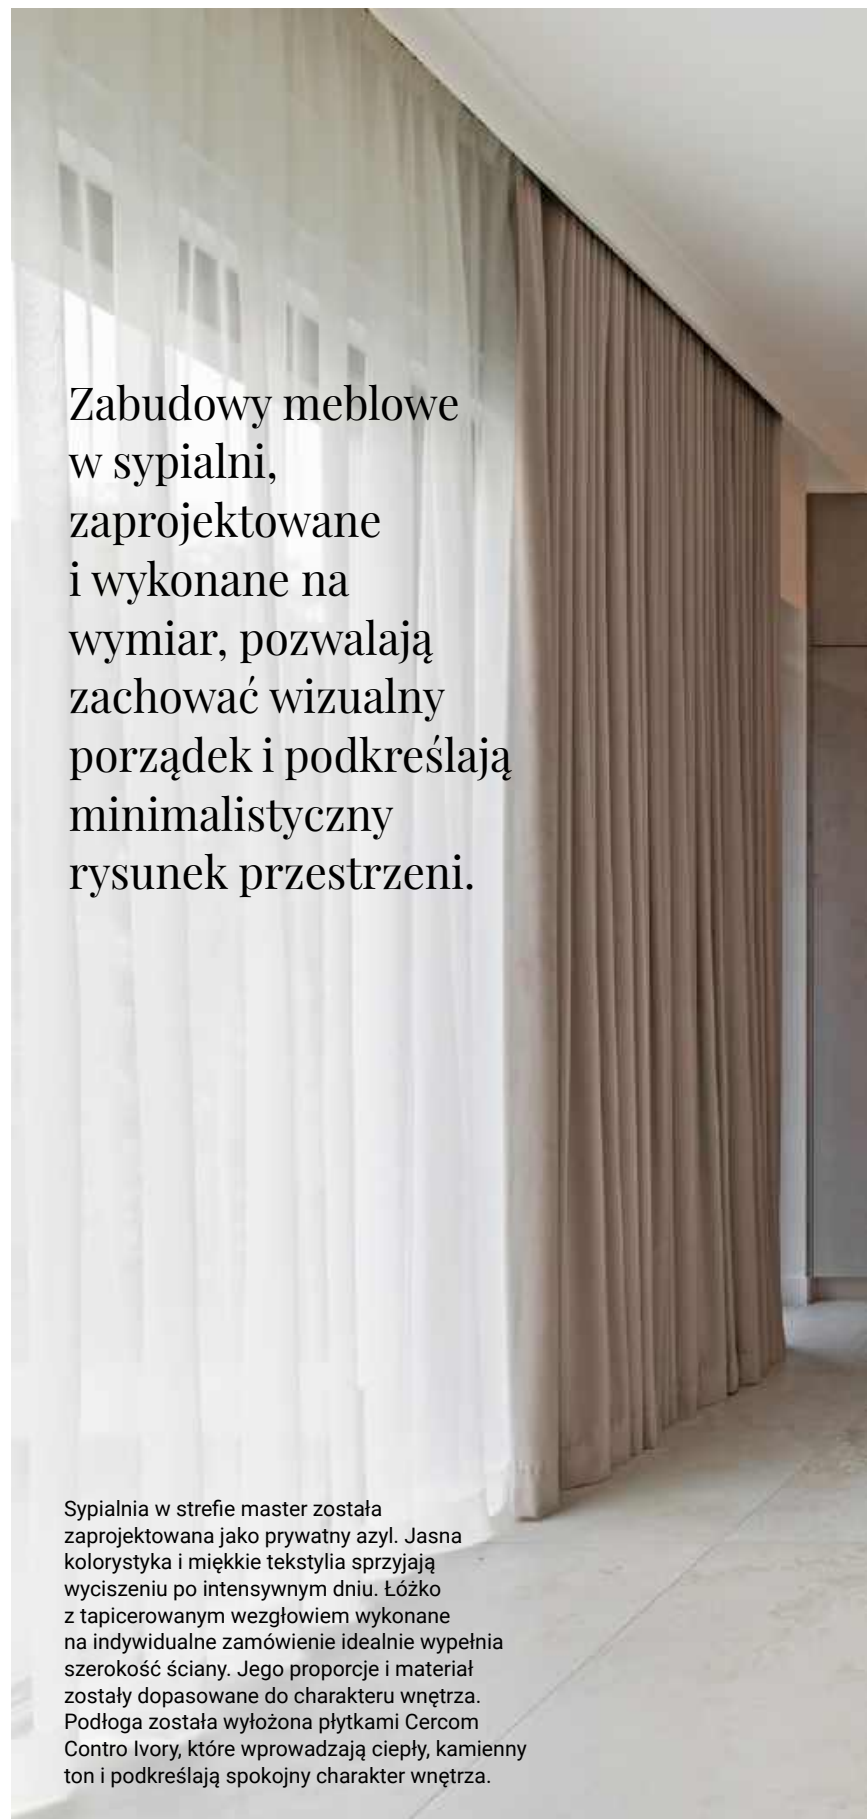 Zabudowy meblowe
w sypialni,
zaprojektowane
i wykonane na
wymiar, pozwalają
zachować wizualny
porządek i podkreślają
minimalistyczny
rysunek przestrzeni.
Sypialnia w strefie master została
zaprojektowana jako prywatny azyl. Jasna
kolorystyka i miękkie tekstylia sprzyjają
wyciszeniu po intensywnym dniu. Łóżko
z tapicerowanym wezgłowiem wykonane
na indywidualne zamówienie idealnie wypełnia
szerokość ściany. Jego proporcje i materiał
zostały dopasowane do charakteru wnętrza.
Podłoga została wyłożona płytkami Cercom
Contro Ivory, które wprowadzają ciepły, kamienny
ton i podkreślają spokojny charakter wnętrza.